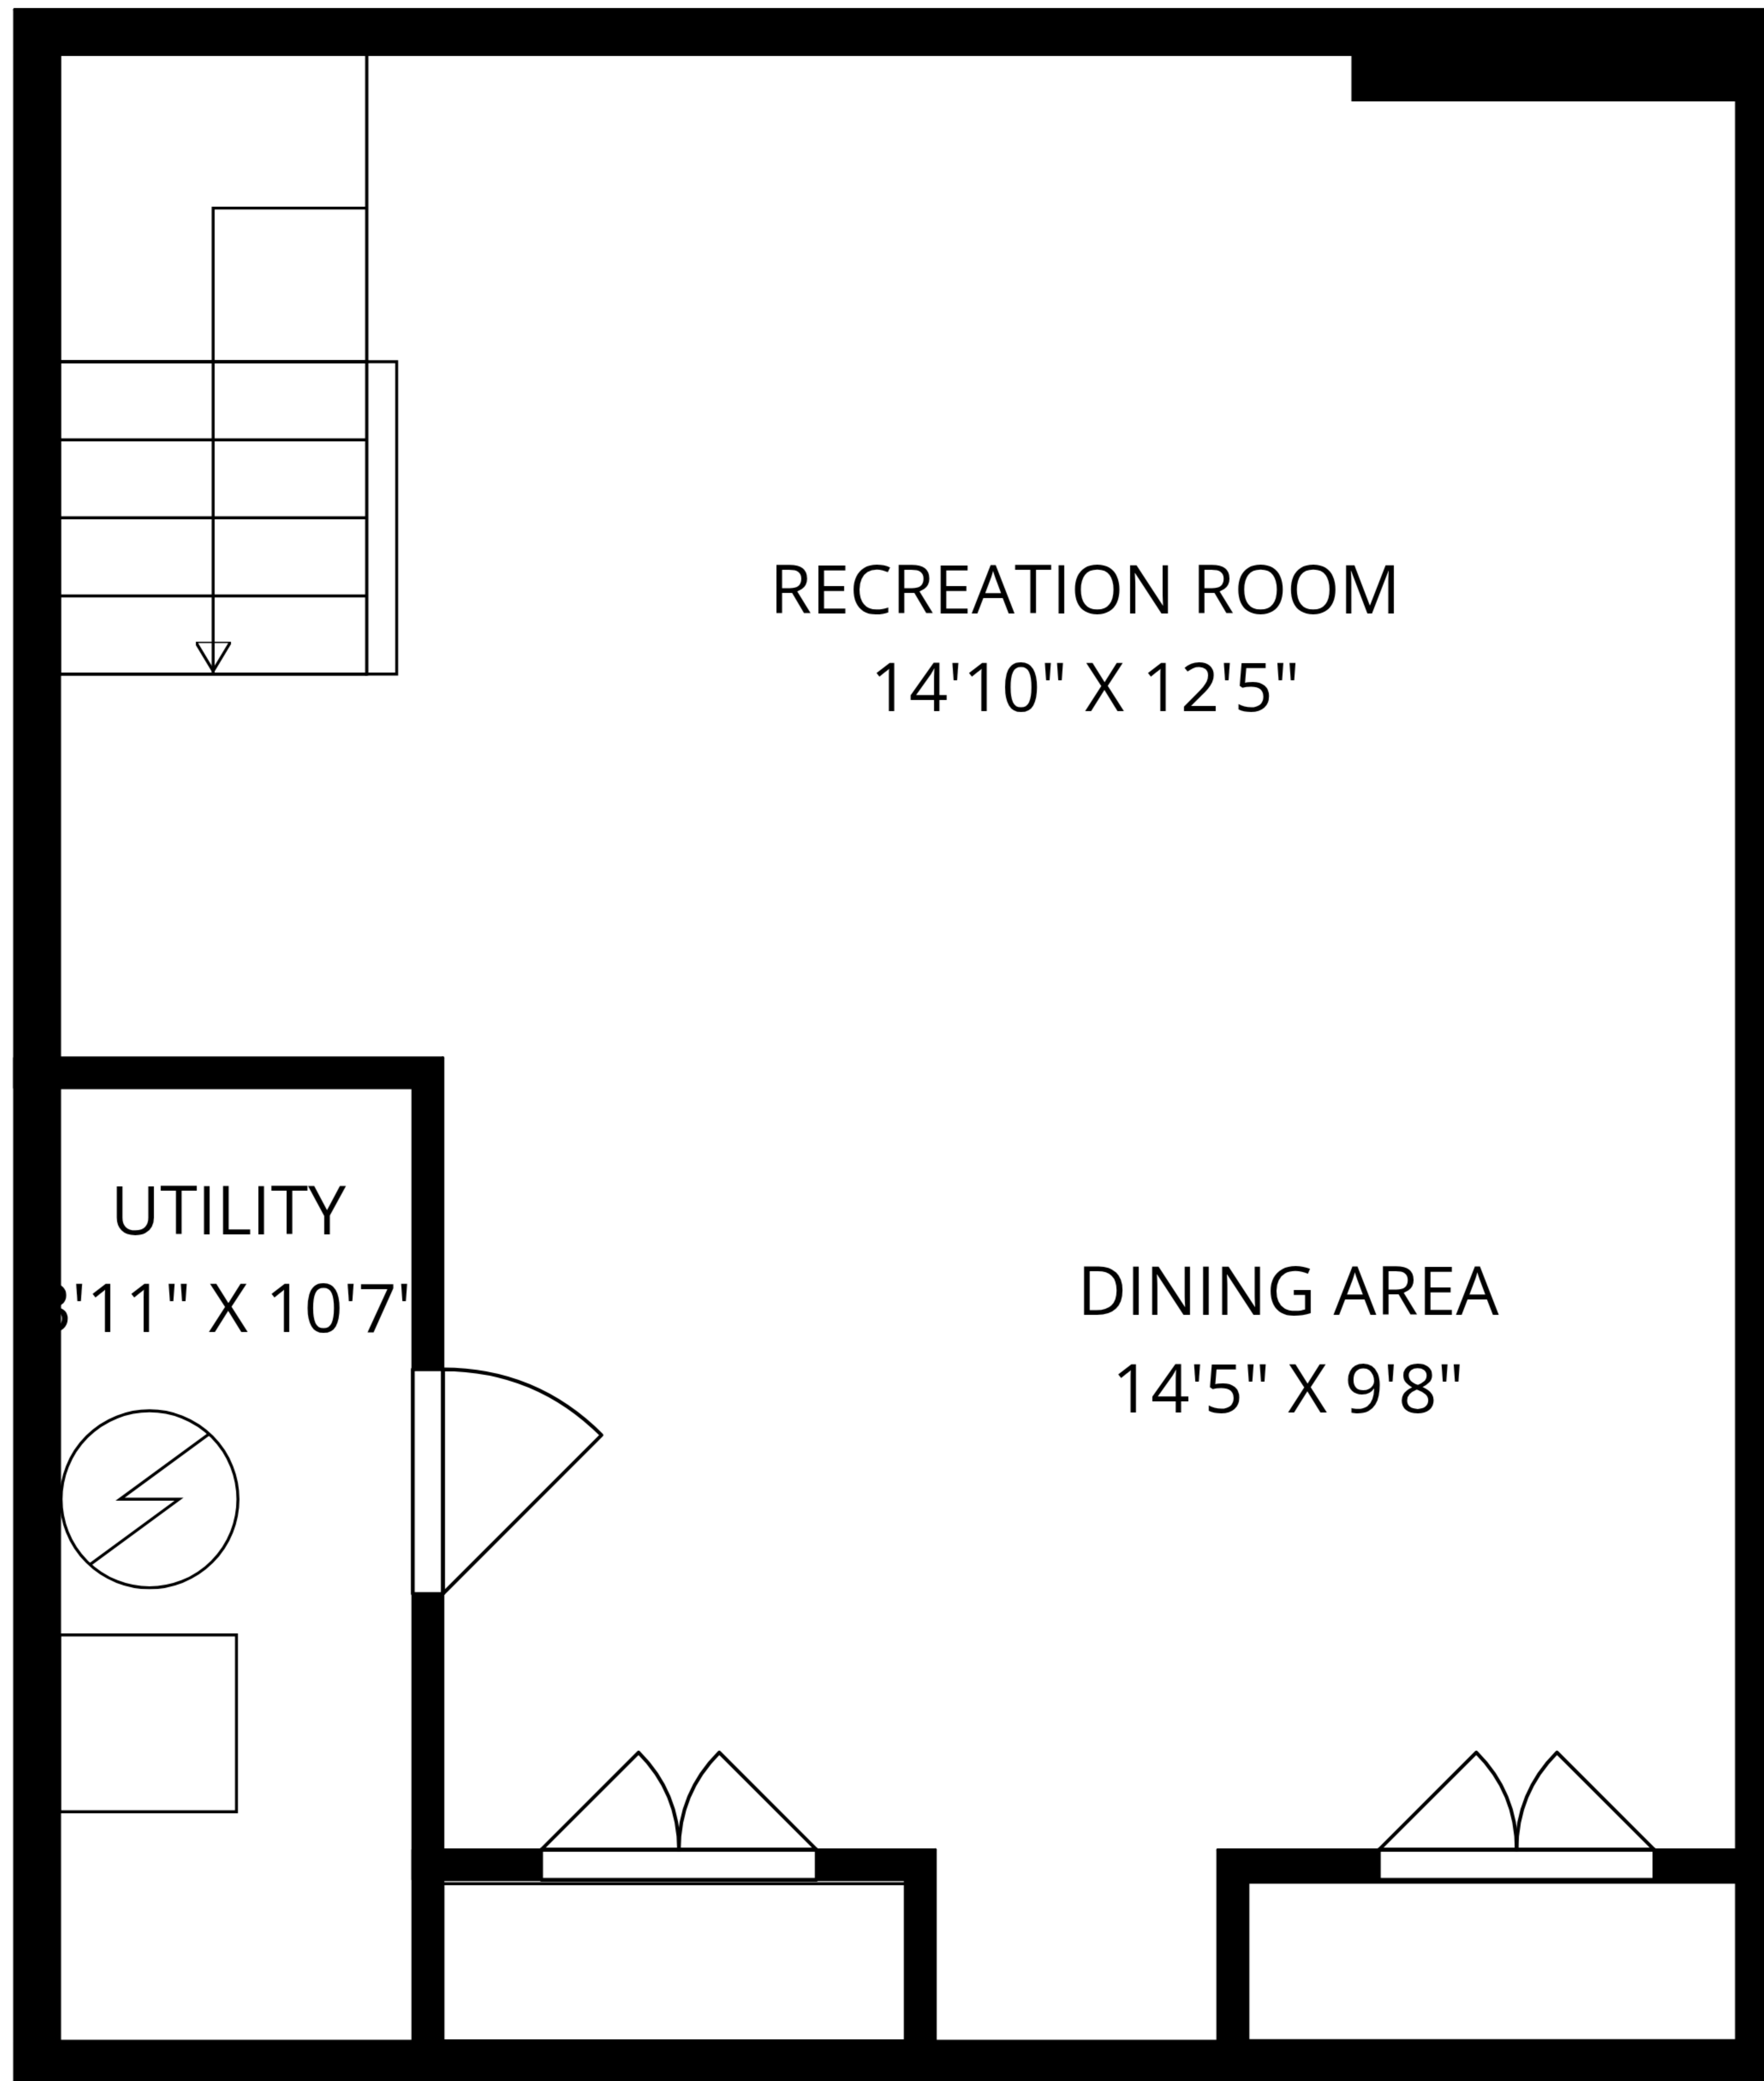 RECREATION ROOM
14'10" X 12'5"
UTILITY
'11" X 10'7"
DINING AREA
14'5" X 9'8"